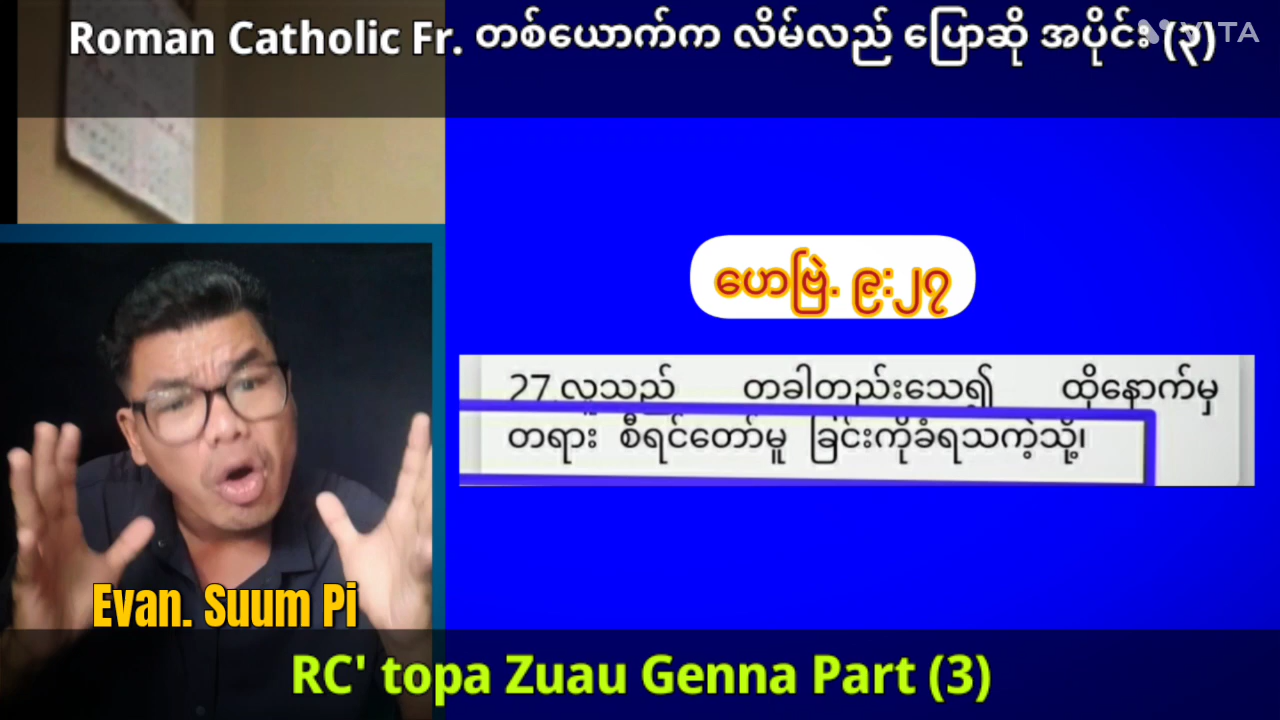 Roman Catholic Fr. တစ်ယောက်က လိမ်လည် ပြောဆို အပိုင်း (၃)
VITA
ဟေဗြဲ. ၉:၂၇
27 လူသည် တခါတည်းသေ၍ ထိုနောက်မှ
တရား စီရင်တော်မူ ခြင်းကိုခံရသကဲ့သို့၊
Evan. Suum Pi
RC' topa Zuau Genna Part (3)